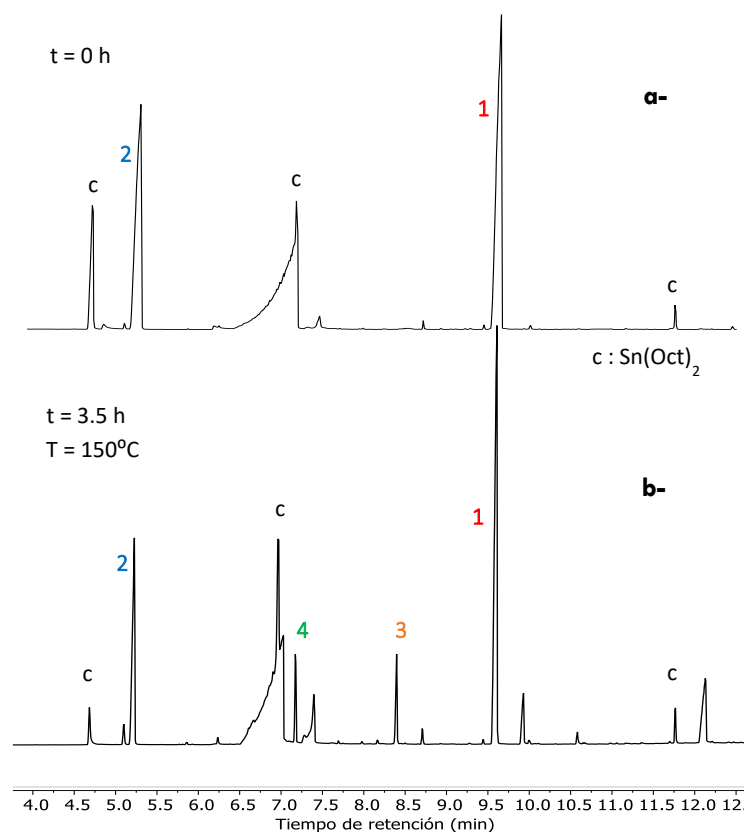 t = 0 h
a-
1
2
c
c
c
c : Sn(Oct)2
t = 3.5 h
T = 150ºC
b-
c
1
2
4
3
c
c
4.0 4.5 5.0 5.5 6.0 6.5 7.0 7.5 8.0 8.5 9.0 9.5 10.0 10.5 11.0 11.5 12.0 12.
Tiempo de retención (min)